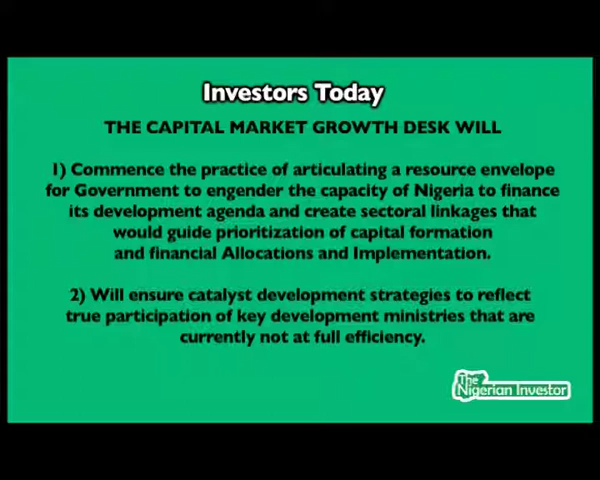 Investors Today
THE CAPITAL MARKET GROWTH DESK WILL
1) Commence the practice of articulating a resource envelope
for Government to engender the capacity of Nigeria to finance
its development agenda and create sectoral linkages that
would guide prioritization of capital formation
and financial Allocations and Implementation.
2) Will ensure catalyst development strategies to reflect
true participation of key development ministries that are
currently not at full efficiency.
The
Nigerian Investor